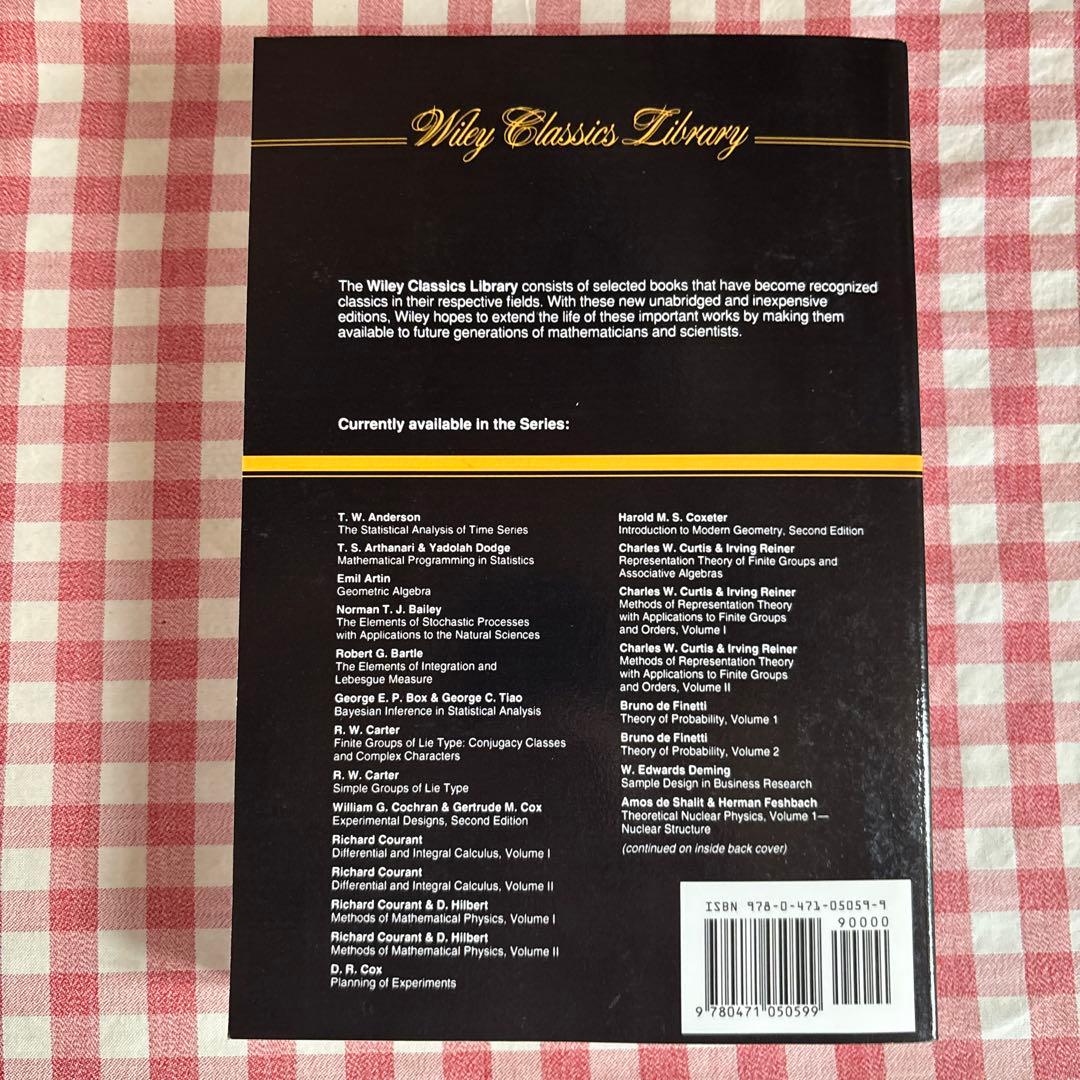 Wiley Classics Library
The Wiley Classics Library consists of selected books that have become recognized
classics in their respective fields. With these new unabridged and inexpensive
editions, Wiley hopes to extend the life of these important works by making them
available to future generations of mathematicians and scientists.
Currently available in the Series:
T. W. Anderson
The Statistical Analysis of Time Series
T. S. Arthanari & Yadolah Dodge
Mathematical Programming in Statistics
Emil Artin
Geometric Algebra
Norman T. J. Bailey
The Elements of Stochastic Processes
with Applications to the Natural Sciences
Robert G. Bartle
The Elements of Integration and
Lebesgue Measure
George E. P. Box & George C. Tiao
Bayesian Inference in Statistical Analysis
R. W. Carter
Finite Groups of Lie Type: Conjugacy Classes
and Complex Characters
R. W. Carter
Simple Groups of Lie Type
William G. Cochran & Gertrude M. Cox
Experimental Designs, Second Edition
Richard Courant
Differential and Integral Calculus, Volume I
Richard Courant
Differential and Integral Calculus, Volume II
Richard Courant & D. Hilbert
Methods of Mathematical Physics, Volume I
Richard Courant & D. Hilbert
Methods of Mathematical Physics, Volume II
D. R. Cox
Planning of Experiments
Harold M. S. Coxeter
Introduction to Modern Geometry, Second Edition
Charles W. Curtis & Irving Reiner
Representation Theory of Finite Groups and
Associative Algebras
Charles W. Curtis & Irving Reiner
Methods of Representation Theory
with Applications to Finite Groups
and Orders, Volume I
Charles W. Curtis & Irving Reiner
Methods of Representation Theory
with Applications to Finite Groups
and Orders, Volume II
Bruno de Finetti
Theory of Probability, Volume 1
Bruno de Finetti
Theory of Probability, Volume 2
W. Edwards Deming
Sample Design in Business Research
Amos de Shalit & Herman Feshbach
Theoretical Nuclear Physics, Volume 1—
Nuclear Structure
(continued on inside back cover)
ISBN 978-0-471-05059-9
90000
9 780471 050599